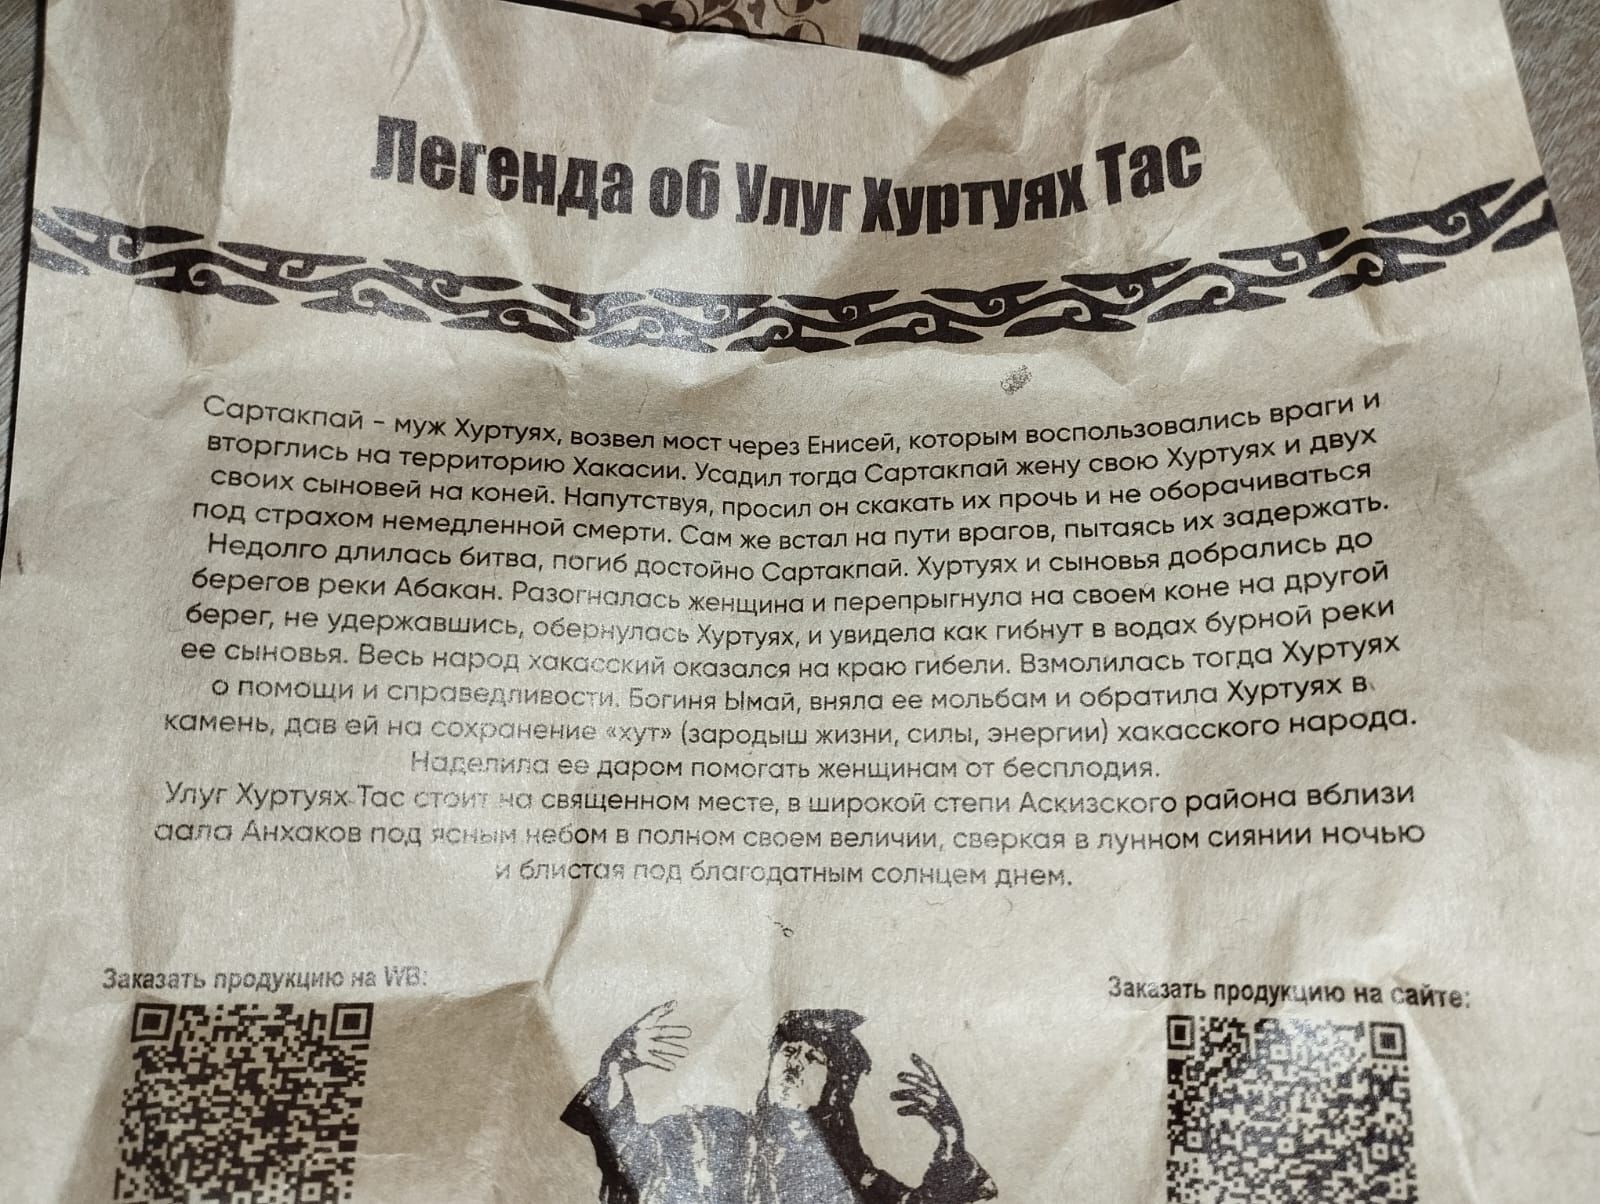 Легенда об Улуг Хуртуях Тас
Сартакпай - муж Хуртуях, возвел мост через Енисей, которым воспользовались враги и
вторглись на территорию Хакасии. Усадил тогда Сартакпай жену свою Хуртуях и двух
своих сыновей на коней. Напутствуя, просил он скакать их прочь и не оборачиваться
под страхом немедленной смерти. Сам же встал на пути врагов, пытаясь их задержать.
Недолго длилась битва, погиб достойно Сартакпай. Хуртуях и сыновья добрались до
берегов реки Абакан. Разогналась женщина и перепрыгнула на своем коне на другой
берег, не удержавшись, обернулась Хуртуях, и увидела как гибнут в водах бурной реки
ее сыновья. Весь народ хакасский оказался на краю гибели. Взмолилась тогда Хуртуях
о помощи и справедливости. Богиня Ымай, вняла ее мольбам и обратила Хуртуях в
камень, дав ей на сохранение «хут» (зародыш жизни, силы, энергии) хакасского народа.
Наделила ее даром помогать женщинам от бесплодия.
Улуг Хуртуях Тас стоит на священном месте, в широкой степи Аскизского района вблизи
аала Анхаков под ясным небом в полном своем величии, сверкая в лунном сиянии ночью
и блистая под благодатным солнцем днем.
Заказать продукцию на WB:
Заказать продукцию на сайте: